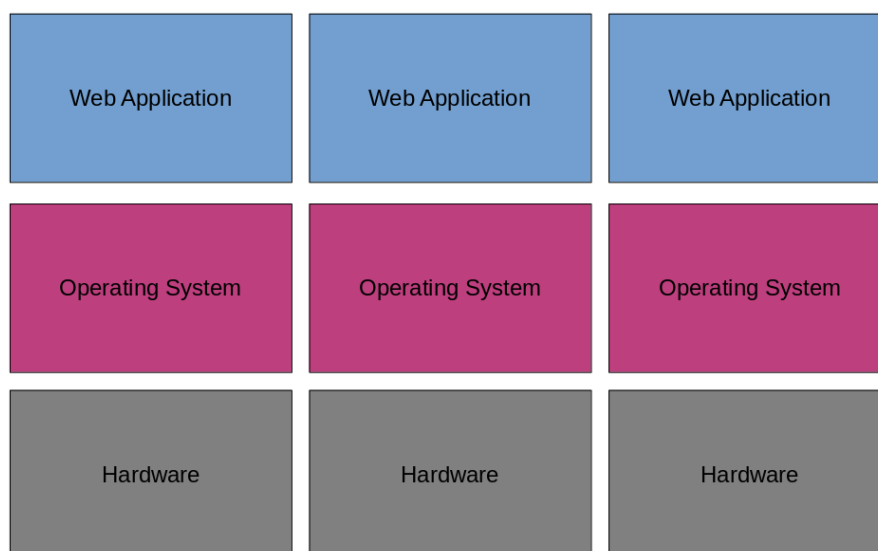 Web Application
Web Application
Web Application
Operating System
Operating System
Operating System
Hardware
Hardware
Hardware